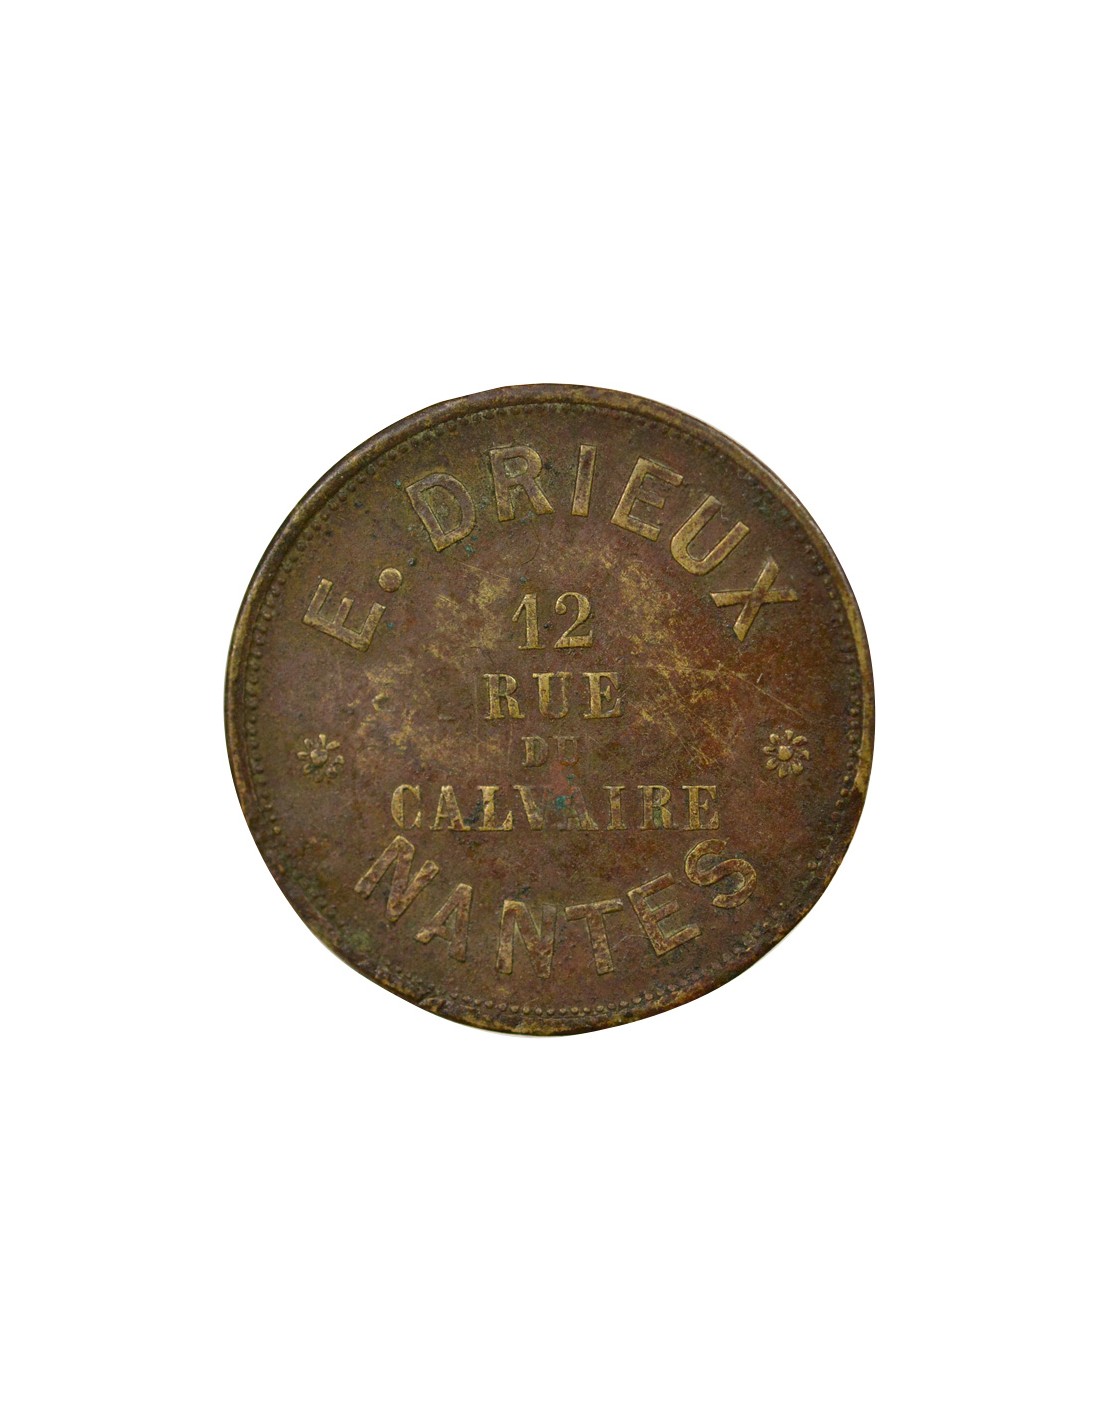 E. DRIEUX
12
RUE
DU
CALVAIRE
NANTES